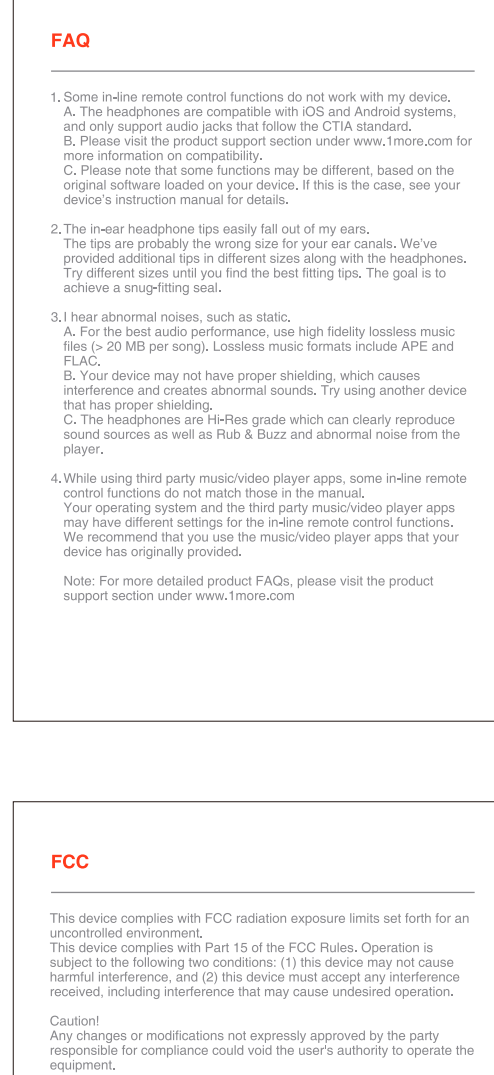 FAQ
1. Some in-line remote control functions do not work with my device.
A. The headphones are compatible with iOS and Android systems,
and only support audio jacks that follow the CTIA standard.
B. Please visit the product support section under www.1more.com for
more information on compatibility.
C. Please note that some functions may be different, based on the
original software loaded on your device. If this is the case, see your
device's instruction manual for details.
2. The in-ear headphone tips easily fall out of my ears.
The tips are probably the wrong size for your ear canals. We've
provided additional tips in different sizes along with the headphones.
Try different sizes until you find the best fitting tips. The goal is to
achieve a snug-fitting seal.
3. I hear abnormal noises, such as static.
A. For the best audio performance, use high fidelity lossless music
files (> 20 MB per song). Lossless music formats include APE and
FLAC.
B. Your device may not have proper shielding, which causes
interference and creates abnormal sounds. Try using another device
that has proper shielding.
C. The headphones are Hi-Res grade which can clearly reproduce
sound sources as well as Rub & Buzz and abnormal noise from the
player.
4. While using third party music/video player apps, some in-line remote
control functions do not match those in the manual.
Your operating system and the third party music/video player apps
may have different settings for the in-line remote control functions.
We recommend that you use the music/video player apps that your
device has originally provided.
Note: For more detailed product FAQs, please visit the product
support section under www.1more.com
FCC
This device complies with FCC radiation exposure limits set forth for an
uncontrolled environment.
This device complies with Part 15 of the FCC Rules. Operation is
subject to the following two conditions: (1) this device may not cause
harmful interference, and (2) this device must accept any interference
received, including interference that may cause undesired operation.
Caution!
Any changes or modifications not expressly approved by the party
responsible for compliance could void the user's authority to operate the
equipment.